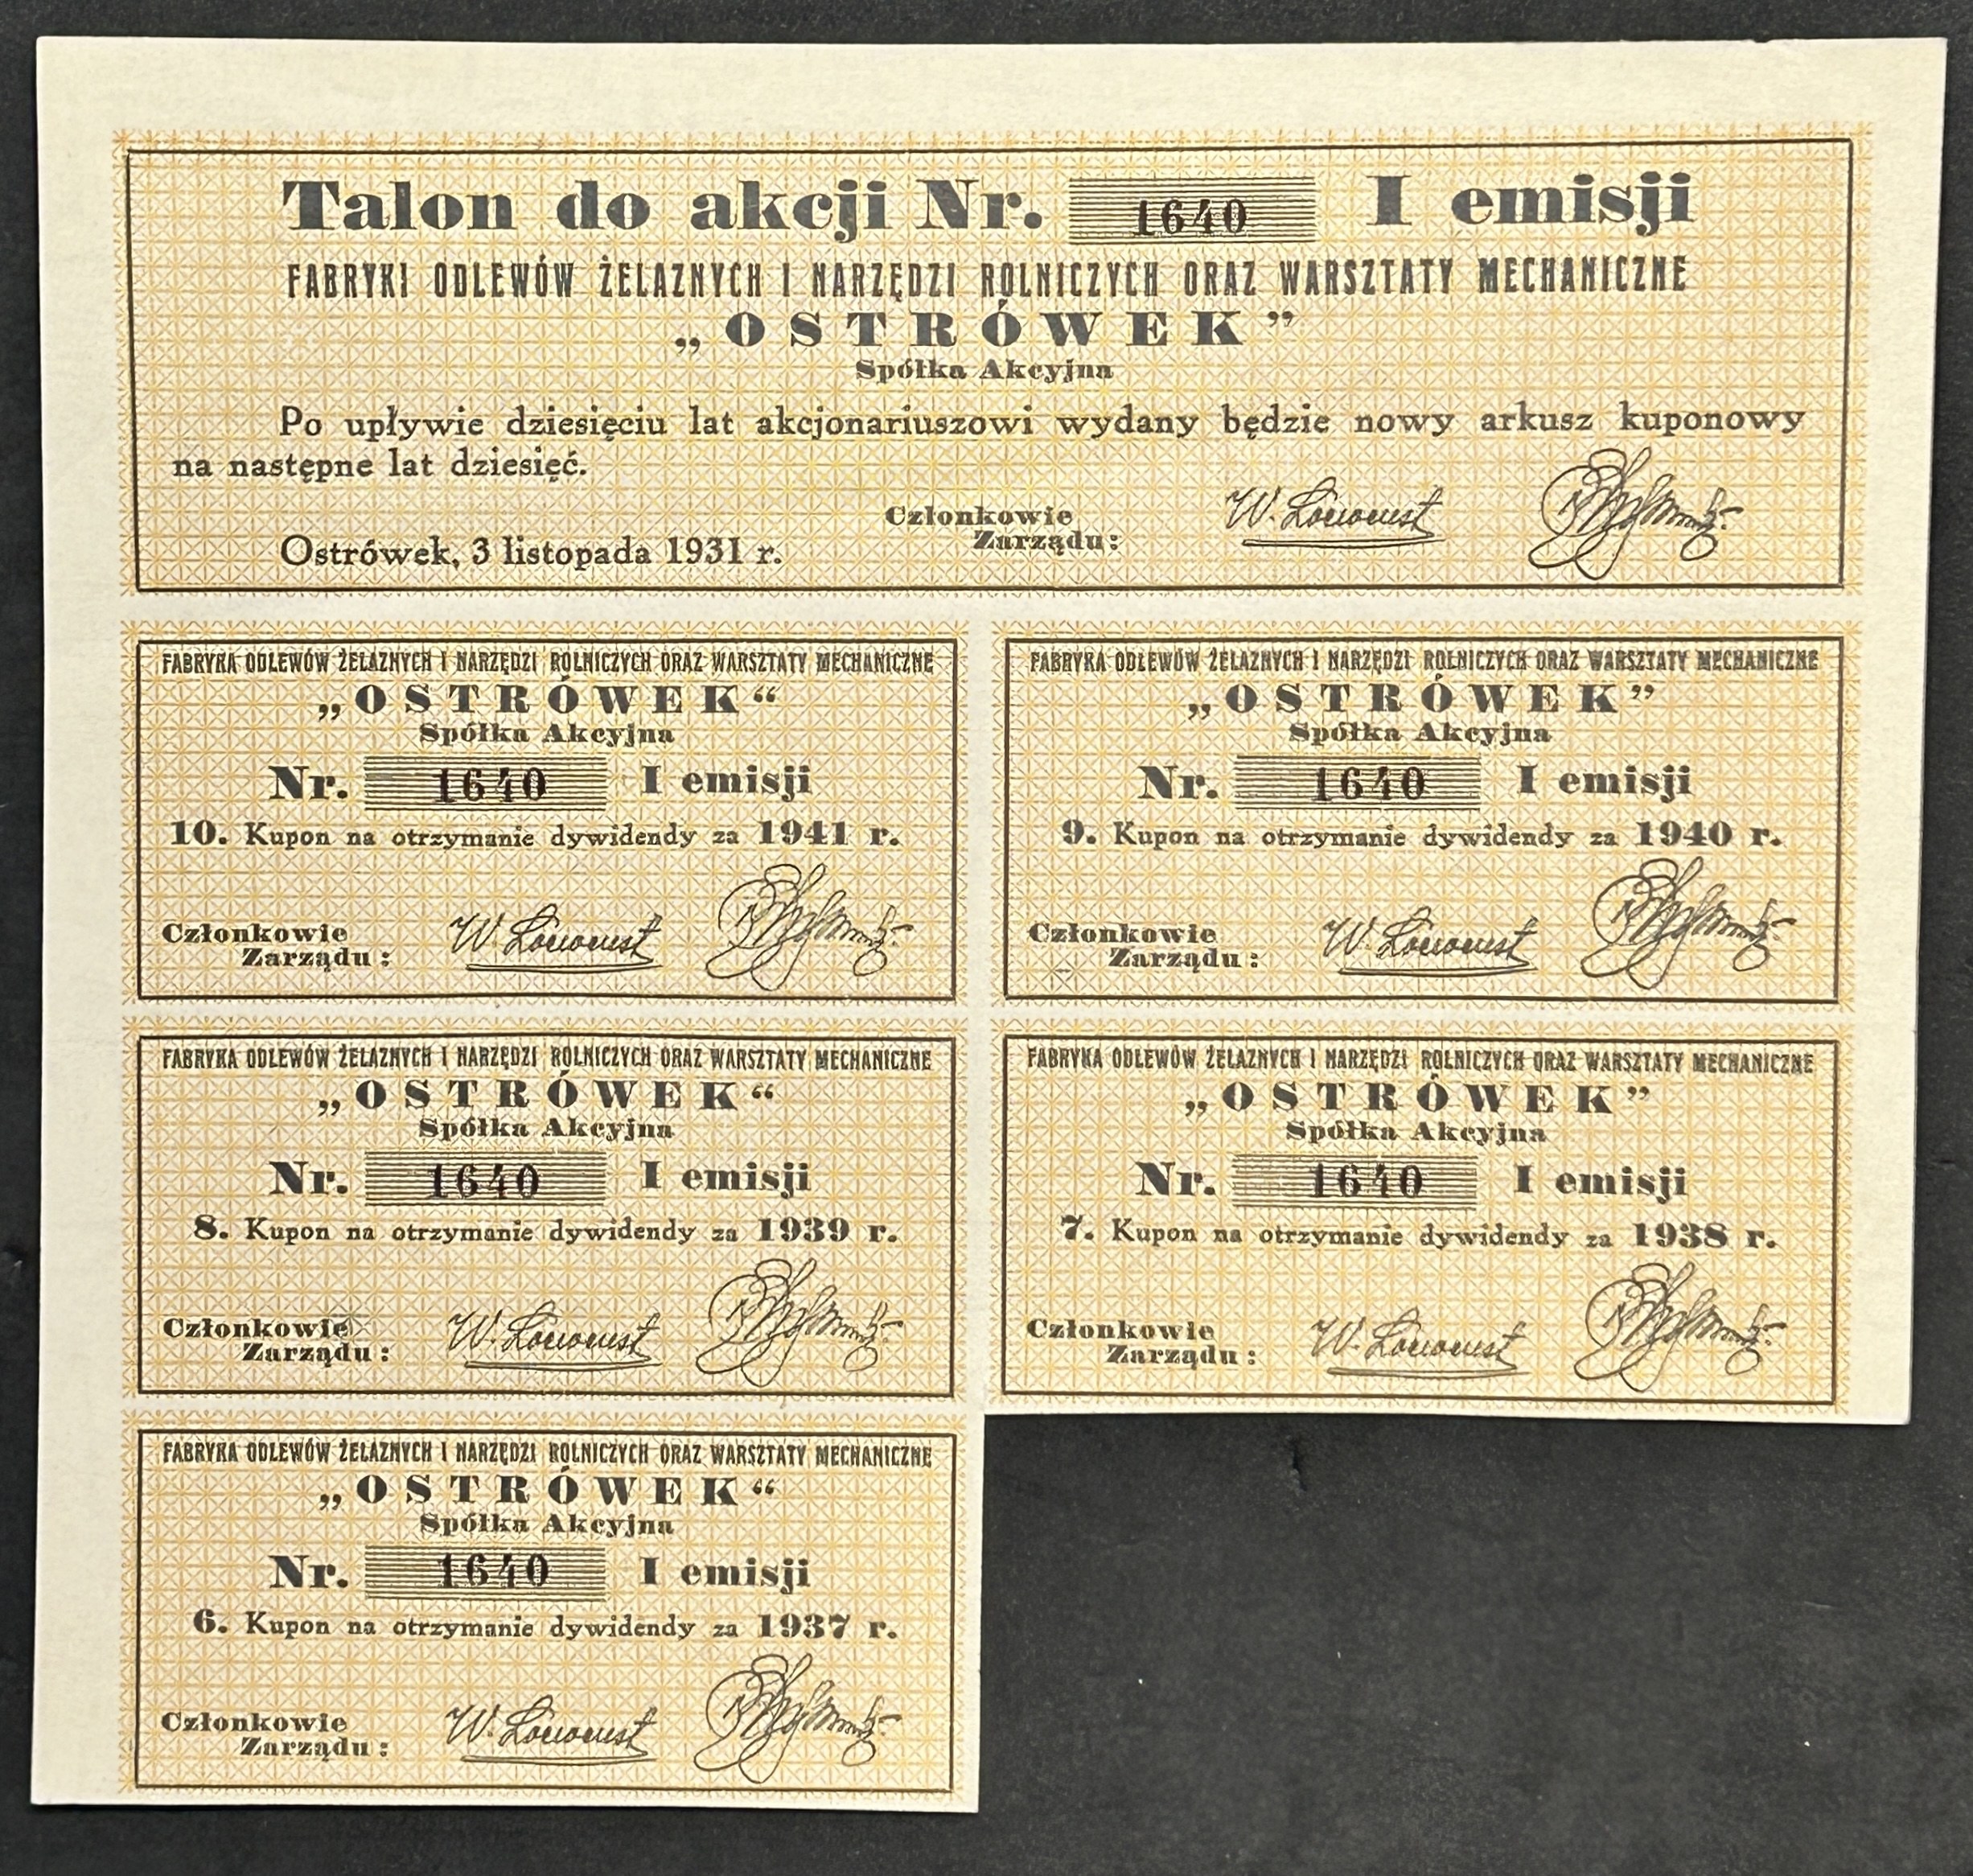 Talon do akcji Nr. 1640 I emisji
FABRYKI ODLEWÓW ŻELAZNYCH I NARZĘDZI ROLNICZYCH ORAZ WARSZTATY MECHANICZNE
„OSTRÓWEK”
Spółka Akcyjna
Po upływie dziesięciu lat akcjonariuszowi wydany będzie nowy arkusz kuponowy
na następne lat dziesięć.
Ostrówek, 3 listopada 1931 r.
Członkowie
Zarządu:
FABRYKA ODLEWÓW ŻELAZNYCH I NARZĘDZI ROLNICZYCH ORAZ WARSZTATY MECHANICZNE
„OSTRÓWEK“
Spółka Akcyjna
Nr. 1640 I emisji
10. Kupon na otrzymanie dywidendy za 1941 r.
Członkowie
Zarządu:
FABRYKA ODLEWÓW ŻELAZNYCH I NARZĘDZI ROLNICZYCH ORAZ WARSZTATY MECHANICZNE
„OSTRÓWEK”
Spółka Akcyjna
Nr. 1640 I emisji
9. Kupon na otrzymanie dywidendy za 1940 r.
Członkowie
Zarządu:
FABRYKA ODLEWÓW ŻELAZNYCH I NARZĘDZI ROLNICZYCH ORAZ WARSZTATY MECHANICZNE
„OSTRÓWEK“
Spółka Akcyjna
Nr. 1640 I emisji
8. Kupon na otrzymanie dywidendy za 1939 r.
Członkowie
Zarządu:
FABRYKA ODLEWÓW ŻELAZNYCH I NARZĘDZI ROLNICZYCH ORAZ WARSZTATY MECHANICZNE
„OSTRÓWEK”
Spółka Akcyjna
Nr. 1640 I emisji
7. Kupon na otrzymanie dywidendy za 1938 r.
Członkowie
Zarządu:
FABRYKA ODLEWÓW ŻELAZNYCH I NARZĘDZI ROLNICZYCH ORAZ WARSZTATY MECHANICZNE
„OSTRÓWEK“
Spółka Akcyjna
Nr. 1640 I emisji
6. Kupon na otrzymanie dywidendy za 1937 r.
Członkowie
Zarządu: